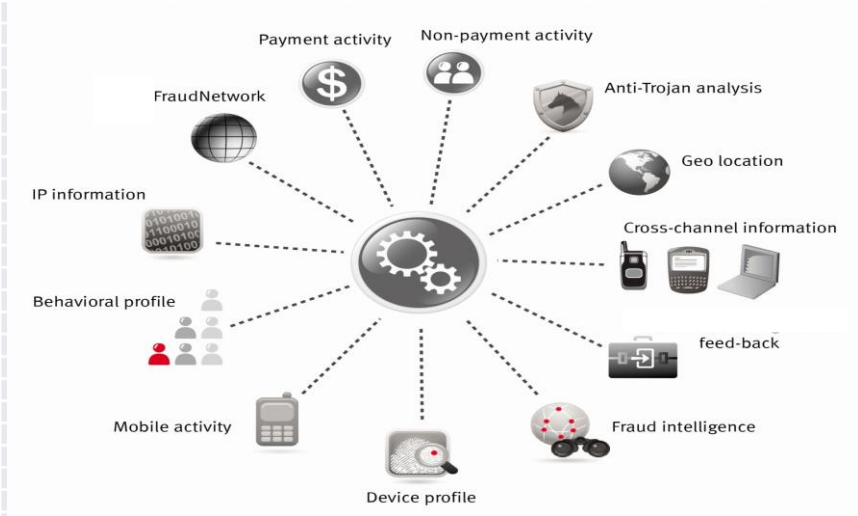 Payment activity
Non-payment activity
FraudNetwork
Anti-Trojan analysis
Geo location
IP information
Cross-channel information
Behavioral profile
feed-back
Mobile activity
Fraud intelligence
Device profile